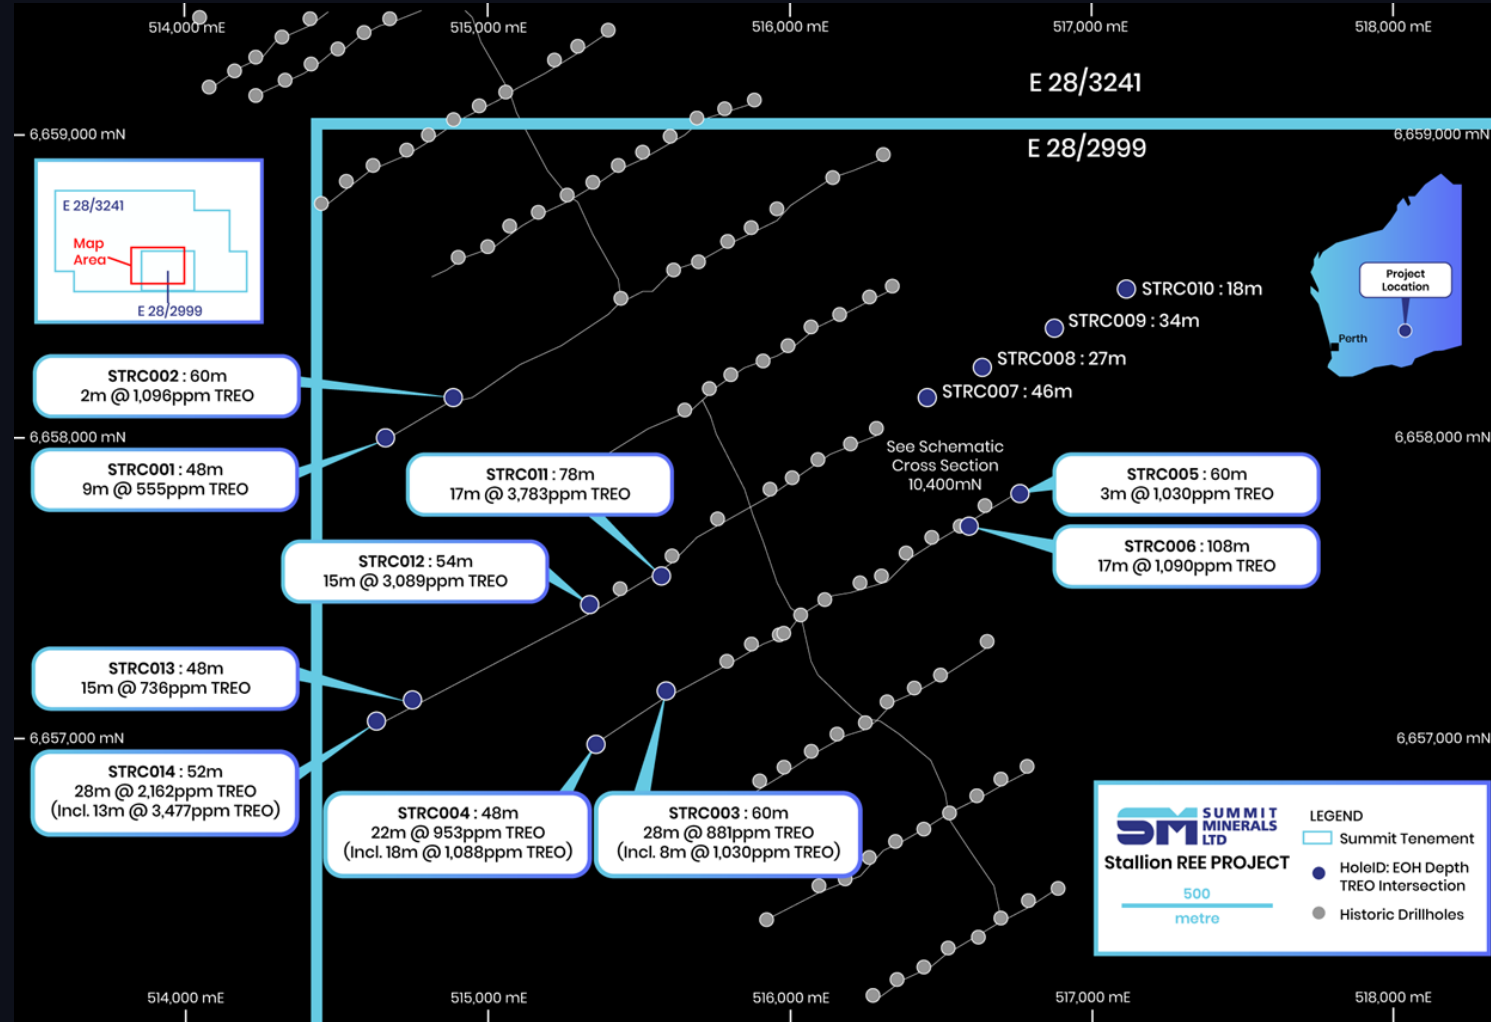 514,000 mE
515,000 mE
516,000 mE
517,000 mE
518,000 mE
E 28/3241
6,659,000 mN
6,659,000 mN
E 28/2999
E 28/3241
Map
Area
E 28/2999
Project
Location
Perth
STRC010 : 18m
STRC009 : 34m
STRC008 : 27m
STRC007 : 46m
STRC002 : 60m
2m @ 1,096ppm TREO
6,658,000 mN
6,658,000 mN
STRC001 : 48m
9m @ 555ppm TREO
STRC011 : 78m
17m @ 3,783ppm TREO
See Schematic
Cross Section
10,400mN
STRC005 : 60m
3m @ 1,030ppm TREO
STRC012 : 54m
15m @ 3,089ppm TREO
STRC006 : 108m
17m @ 1,090ppm TREO
STRC013 : 48m
15m @ 736ppm TREO
6,657,000 mN
6,657,000 mN
STRC014 : 52m
28m @ 2,162ppm TREO
(Incl. 13m @ 3,477ppm TREO)
STRC004 : 48m
22m @ 953ppm TREO
(Incl. 18m @ 1,088ppm TREO)
STRC003 : 60m
28m @ 881ppm TREO
(Incl. 8m @ 1,030ppm TREO)
SM
SUMMIT
MINERALS
LTD
Stallion REE PROJECT
500
metre
LEGEND
Summit Tenement
HoleID: EOH Depth
TREO Intersection
Historic Drillholes
514,000 mE
515,000 mE
516,000 mE
517,000 mE
518,000 mE